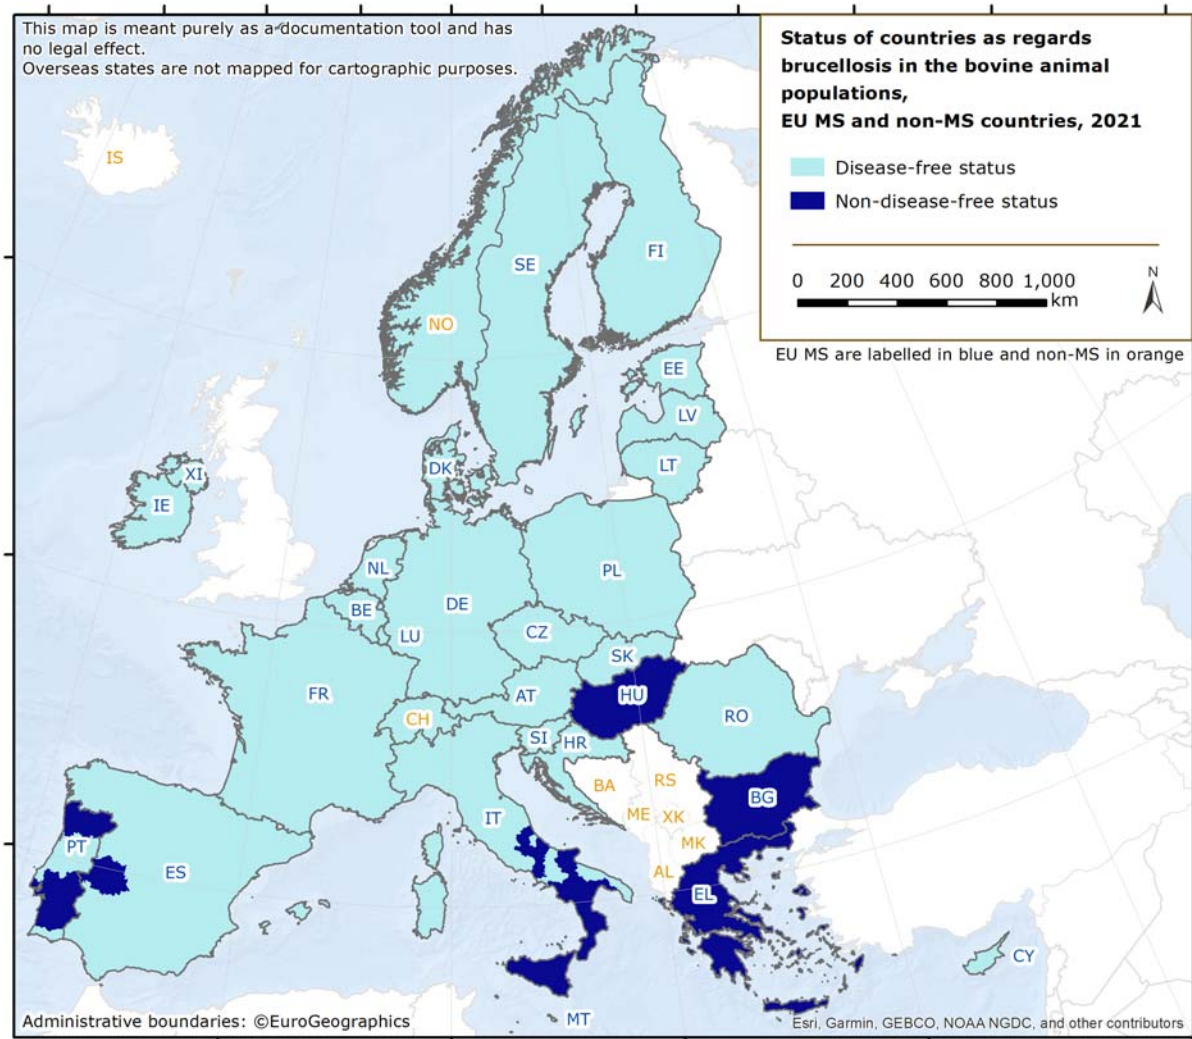 This map is meant purely as a documentation tool and has
no legal effect.
Overseas states are not mapped for cartographic purposes.
Status of countries as regards
brucellosis in the bovine animal
populations,
EU MS and non-MS countries, 2021
Disease-free status
Non-disease-free status
0 200 400 600 800 1,000
km
N
EU MS are labelled in blue and non-MS in orange
IS
FI
SE
NO
EE
LV
LT
DK
XI
IE
NL
PL
DE
BE
CZ
LU
SK
FR
AT
HU
RO
CH
SI
HR
BA
RS
BG
ME
XK
IT
MK
PT
ES
AL
EL
CY
MT
Administrative boundaries: ©EuroGeographics
Esri, Garmin, GEBCO, NOAA NGDC, and other contributors